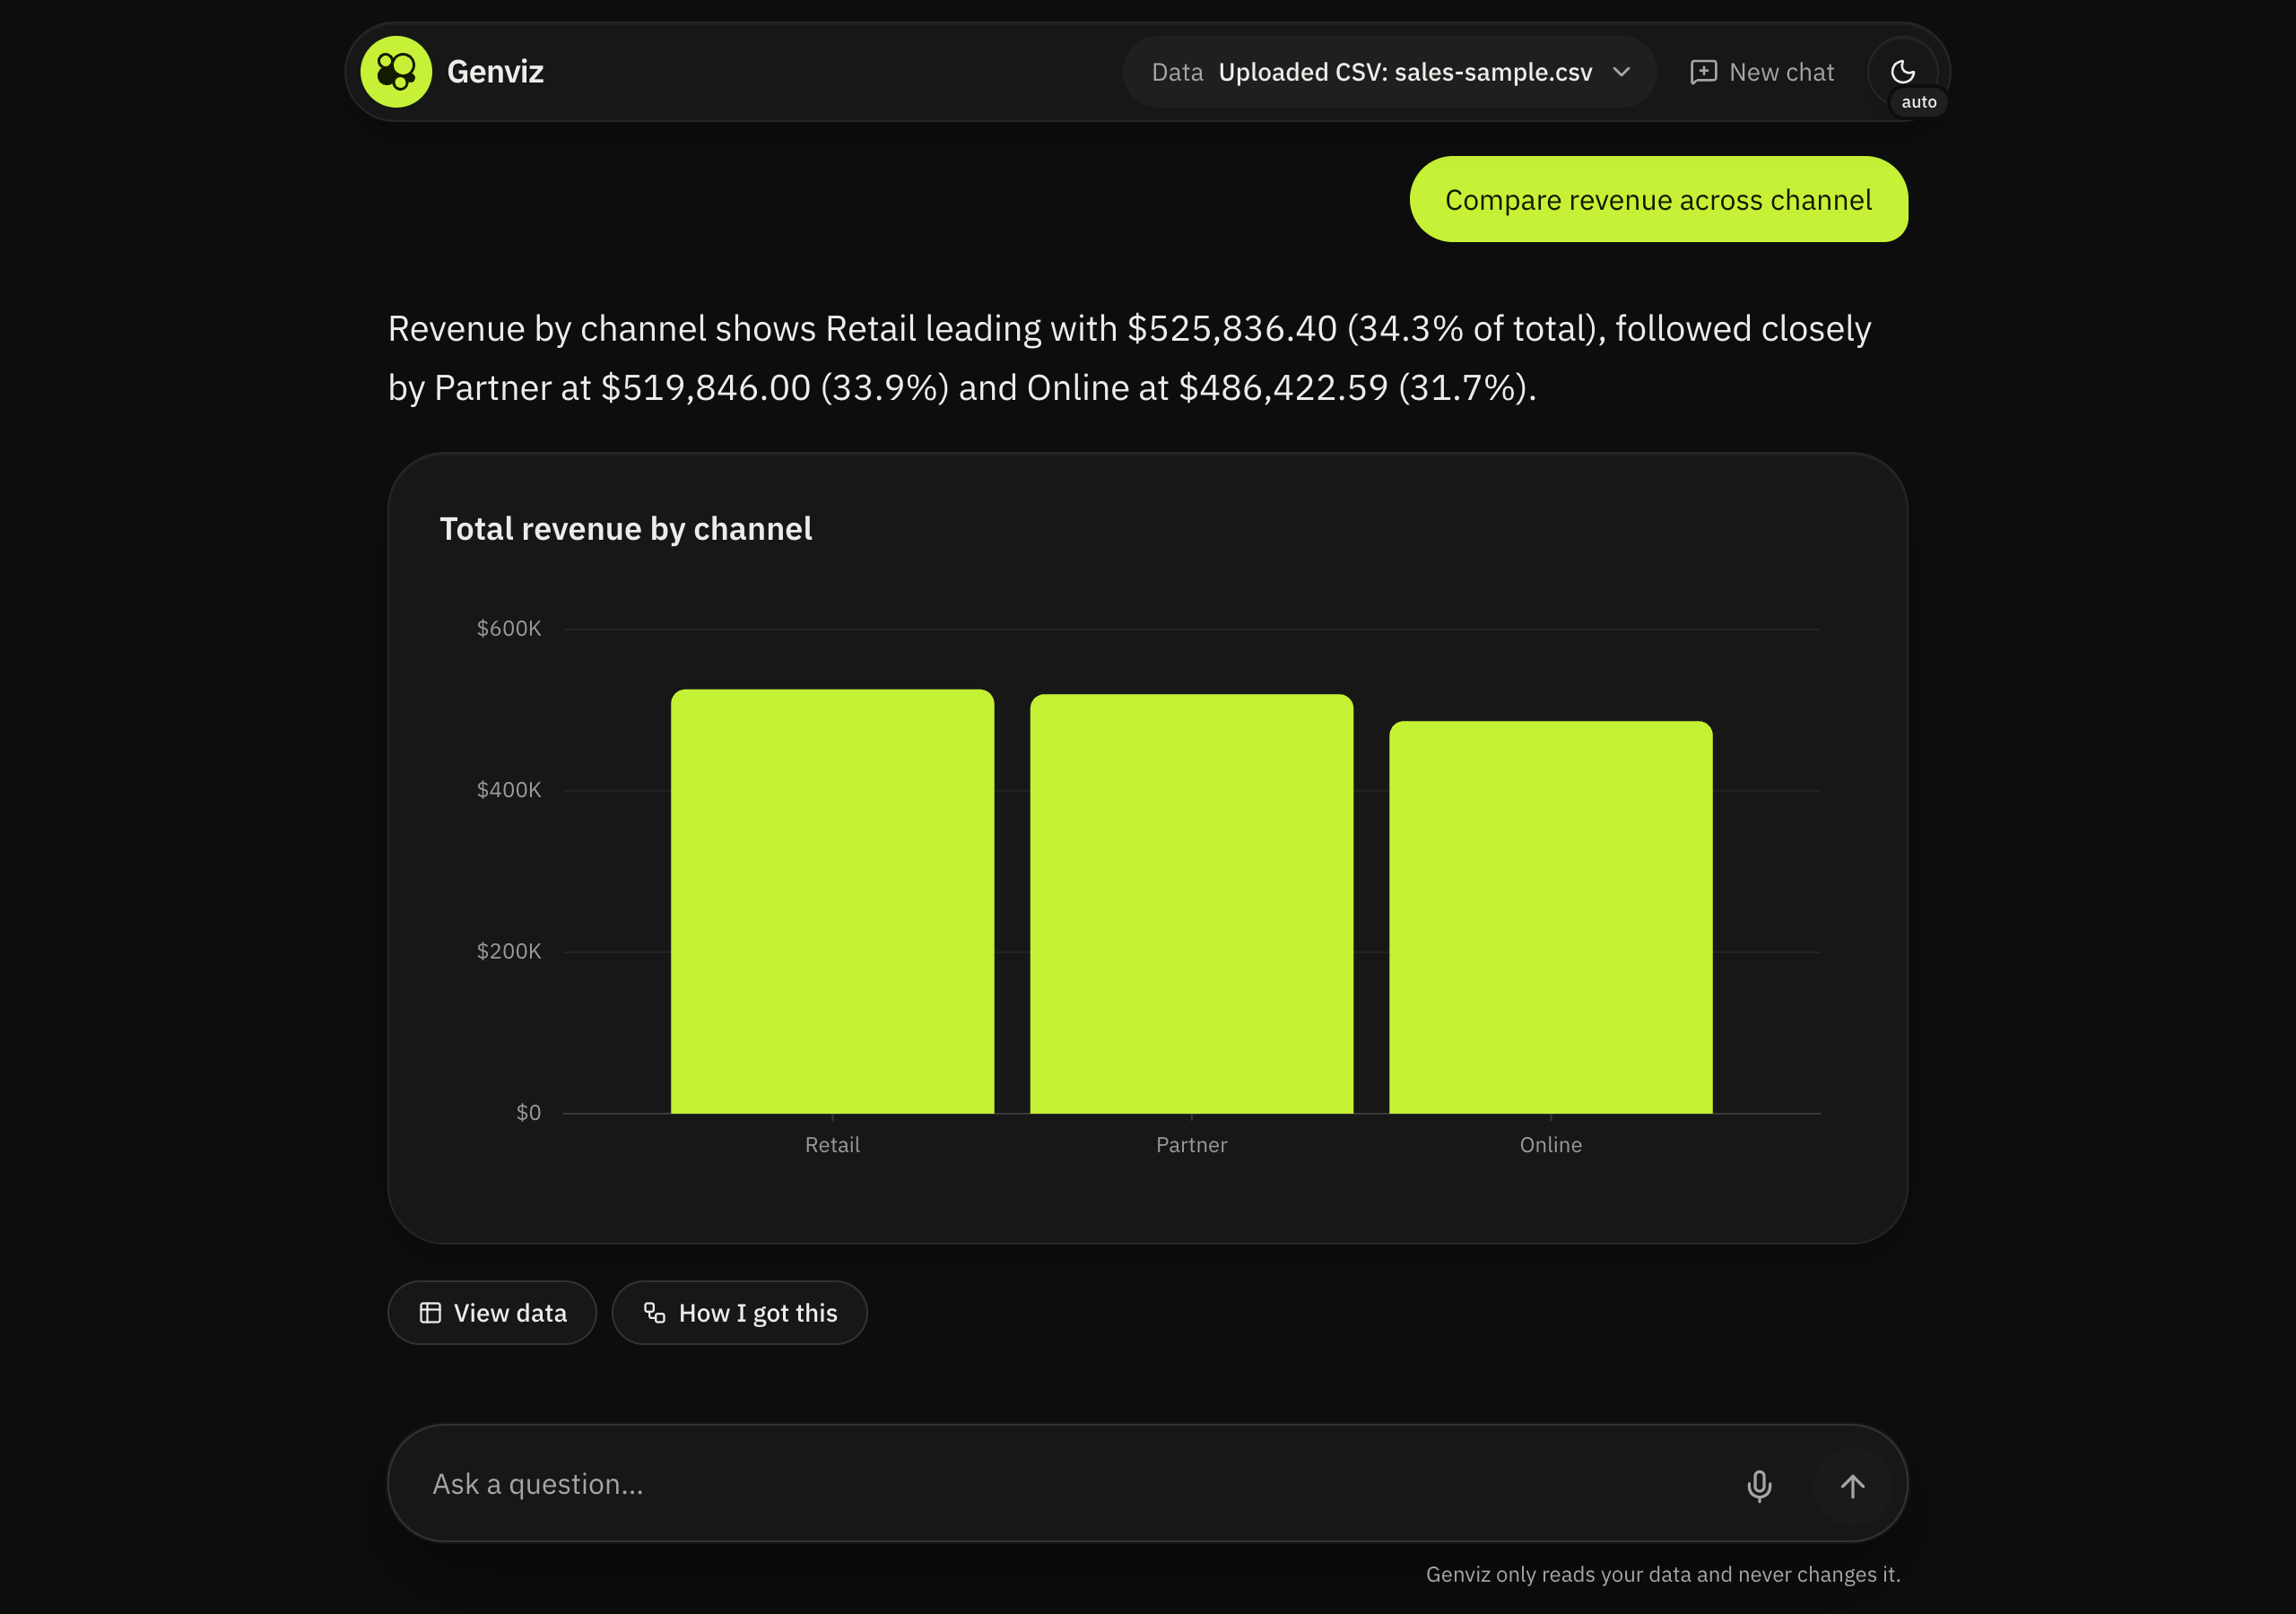 Genviz
Data Uploaded CSV: sales-sample.csv
New chat
auto
Compare revenue across channel
Revenue by channel shows Retail leading with $525,836.40 (34.3% of total), followed closely
by Partner at $519,846.00 (33.9%) and Online at $486,422.59 (31.7%).
Total revenue by channel
$600K
$400K
$200K
$0
Retail
Partner
Online
View data
How I got this
Ask a question...
Genviz only reads your data and never changes it.